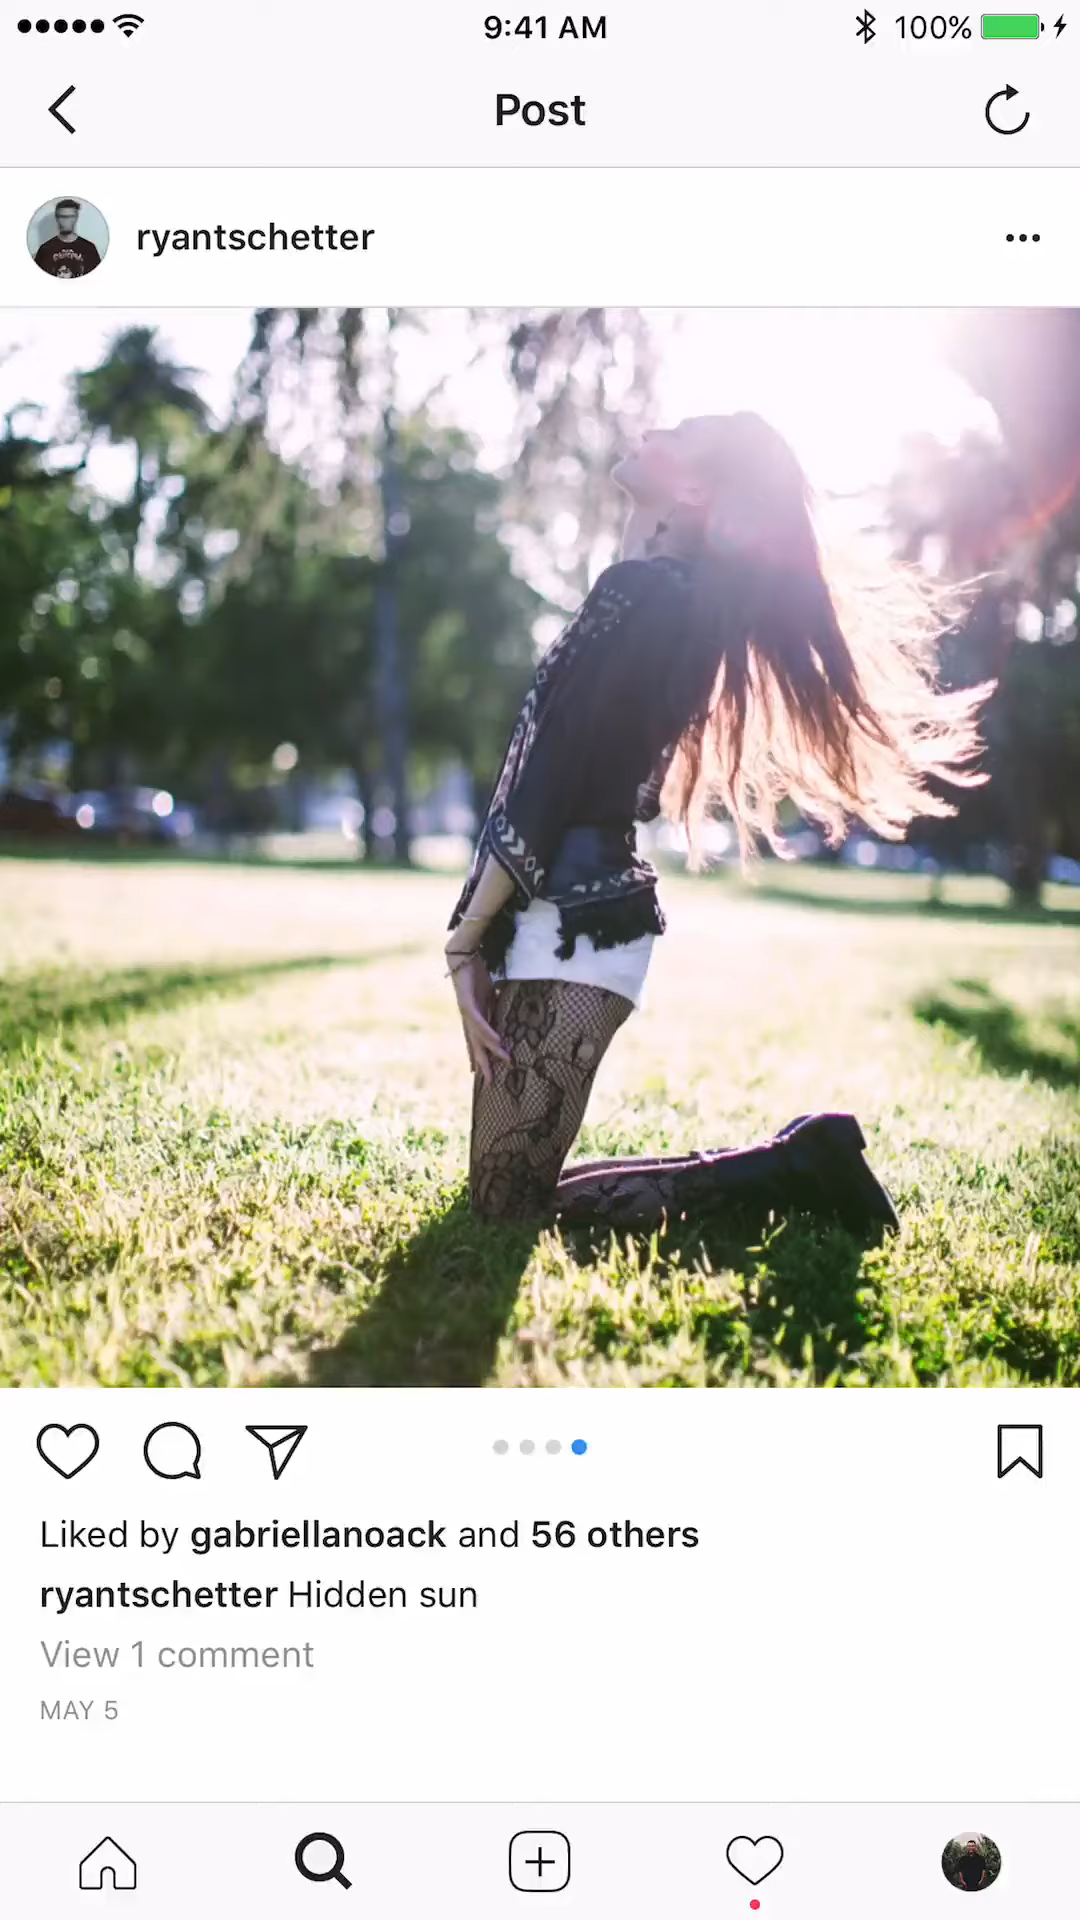 9:41 AM
100%
Post
ryantschetter
Liked by gabriellanoack and 56 others
ryantschetter Hidden sun
View 1 comment
MAY 5